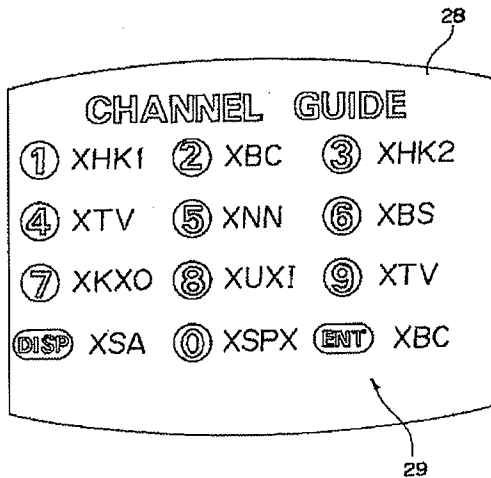 28
CHANNEL GUIDE
1 XHK1 2 XBC 3 XHK2
4 XTV 5 XNN 6 XBS
7 XKXO 8 XUXI 9 XTV
DISP XSA 0 XSPX ENT XBC
29